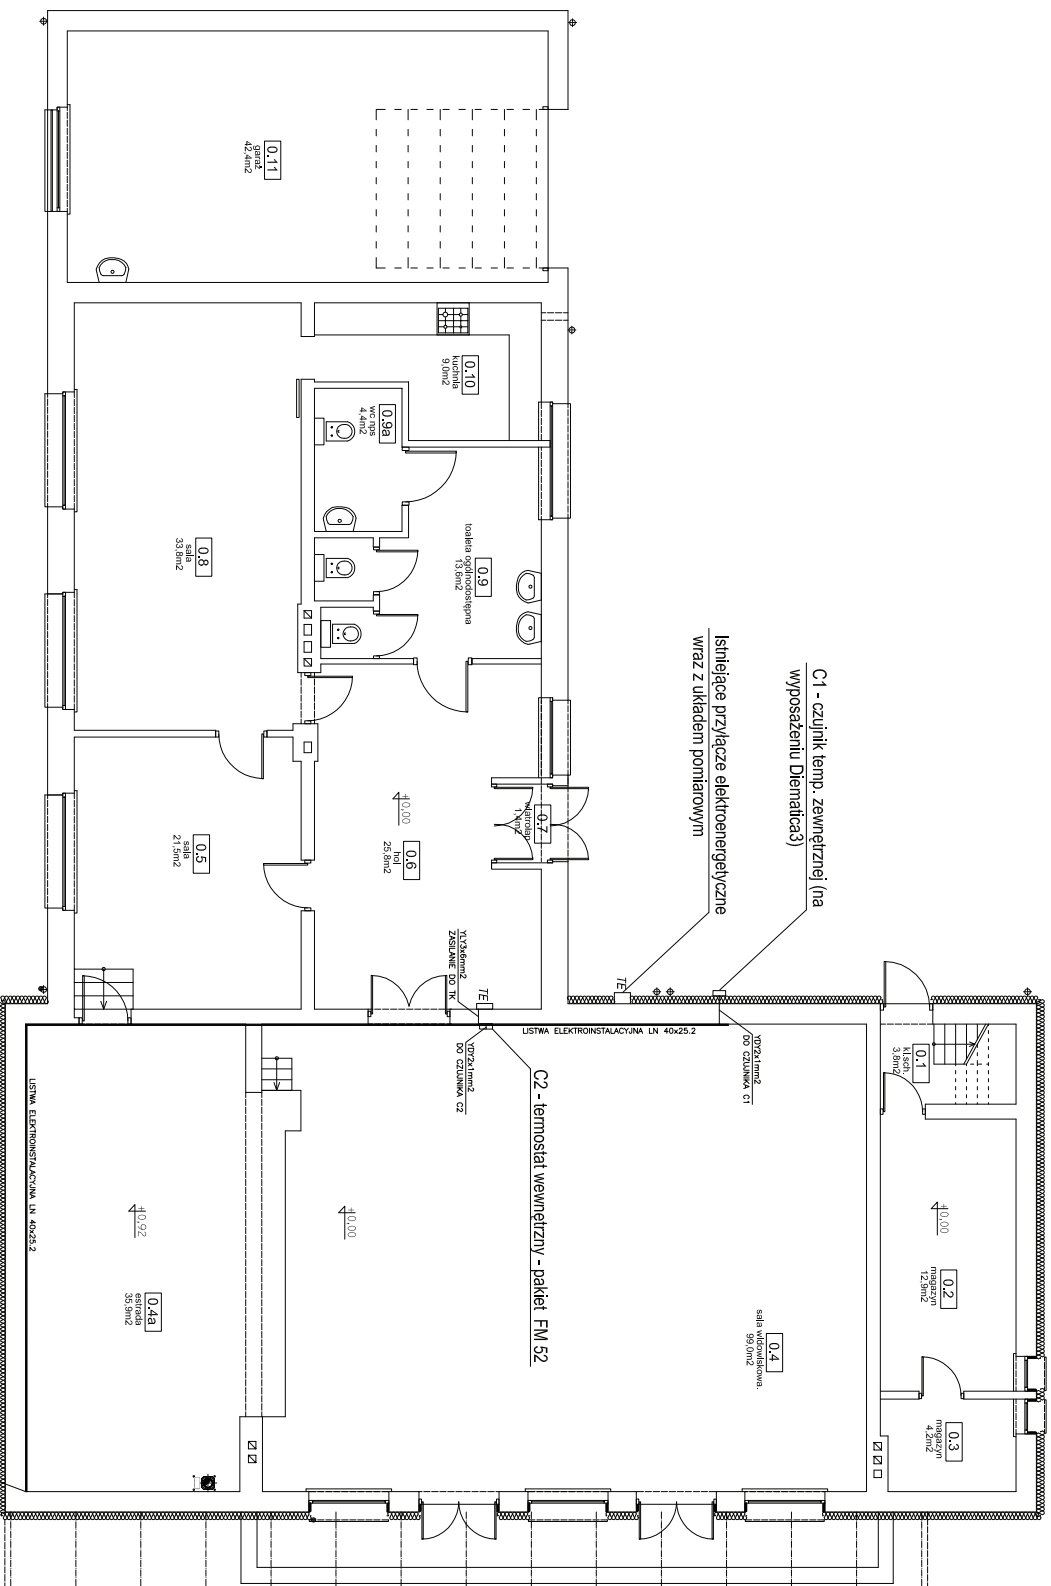 0.11
garaż
42,4m2
0.10
kuchnia
9,0m2
0.9a
wc nps
4,4m2
0.9
toaleta ogólnodostępna
13,6m2
0.8
sala
33,8m2
0.7
wiatrołap
1,4m2
0.6
hol
25,8m2
±0,00
0.5
sala
21,5m2
C1 - czujnik temp. zewnętrznej (na
wyposażeniu Diematica3)
Istniejące przyłącze elektroenergetyczne
wraz z układem pomiarowym
TE
YLY3x6mm2
ZASILANIE DO TK
TE
LISTWA ELEKTROINSTALACYJNA LN 40x25.2
YDY2x1mm2
DO CZUJNIKA C1
YDY2x1mm2
DO CZUJNIKA C2
C2 - termostat wewnętrzny - pakiet FM 52
0.1
kl.sch.
3,8m2
±0,00
0.2
magazyn
12,9m2
0.3
magazyn
4,2m2
0.4
sala widowiskowa.
99,0m2
±0,00
+0,92
0.4a
estrada
35,9m2
LISTWA ELEKTROINSTALACYJNA LN 40x25.2